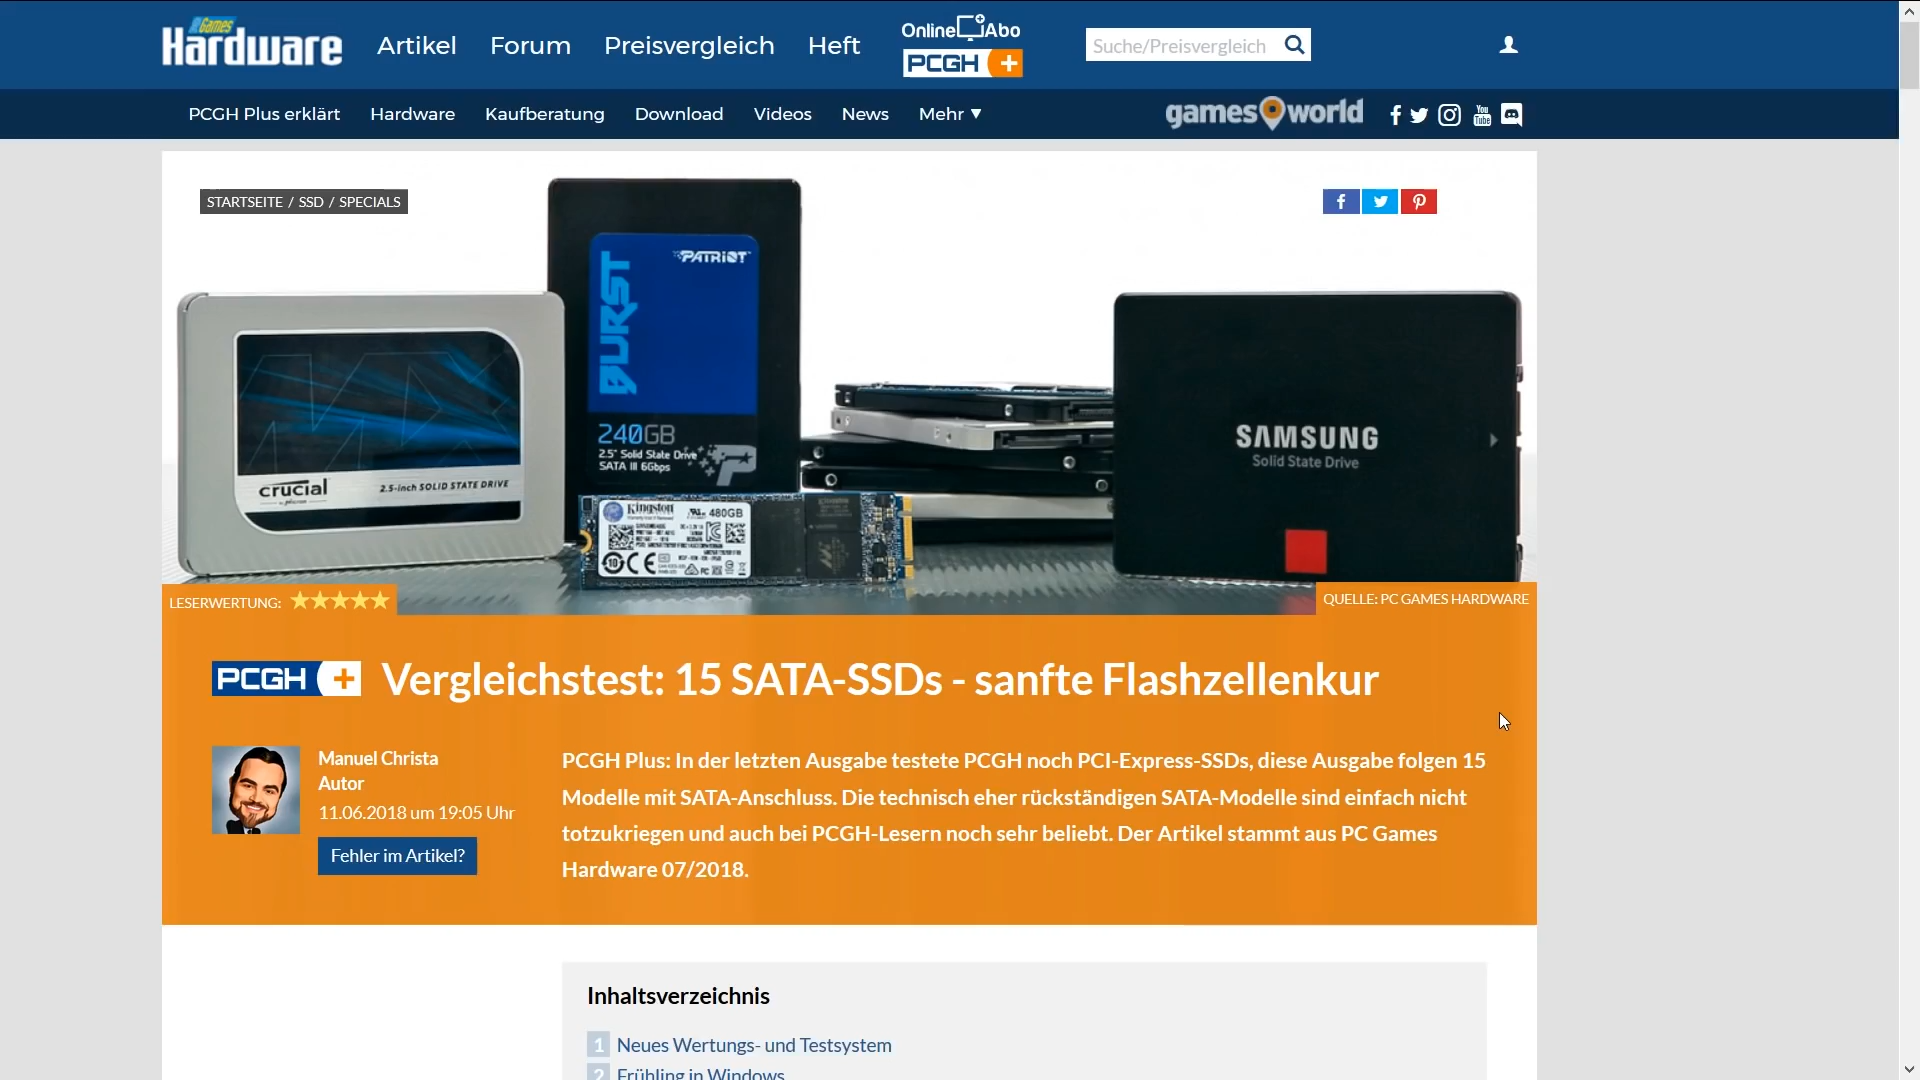 PC Games
Hardware
Artikel
Forum
Preisvergleich
Heft
Online Abo
PCGH +
Suche/Preisvergleich
PCGH Plus erklärt
Hardware
Kaufberatung
Download
Videos
News
Mehr ▼
games world
STARTSEITE / SSD / SPECIALS
PATRIOT
BURST
240GB
2.5" Solid State Drive
SATA III 6Gbps
crucial
2.5-inch SOLID STATE DRIVE
Kingston
480GB
SAMSUNG
Solid State Drive
LESERWERTUNG:
QUELLE: PC GAMES HARDWARE
PCGH + Vergleichstest: 15 SATA-SSDs - sanfte Flashzellenkur
Manuel Christa
Autor
11.06.2018 um 19:05 Uhr
Fehler im Artikel?
PCGH Plus: In der letzten Ausgabe testete PCGH noch PCI-Express-SSDs, diese Ausgabe folgen 15
Modelle mit SATA-Anschluss. Die technisch eher rückständigen SATA-Modelle sind einfach nicht
totzukriegen und auch bei PCGH-Lesern noch sehr beliebt. Der Artikel stammt aus PC Games
Hardware 07/2018.
Inhaltsverzeichnis
1 Neues Wertungs- und Testsystem
2 Frühling in Windows